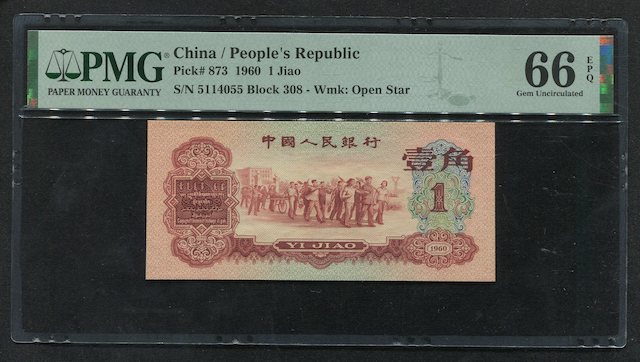 PMG®
PAPER MONEY GUARANTY
China / People's Republic
Pick# 873 1960 1 Jiao
S/N 5114055 Block 308 - Wmk: Open Star
66 EPQ
Gem Uncirculated
中國人民銀行
壹角
1
YI JIAO
1960